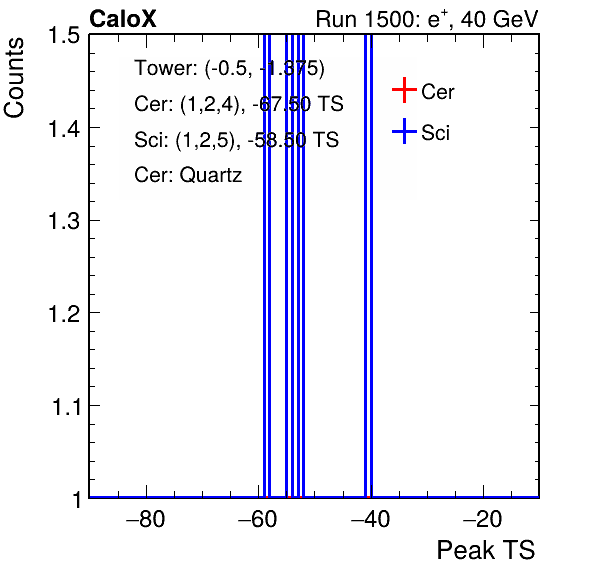 CaloX Run 1500: e+, 40 GeV
Counts
1.5
1.4
1.3
1.2
1.1
1
Tower: (-0.5, -1.375)
Cer: (1,2,4), -67.50 TS
Sci: (1,2,5), -58.50 TS
Cer: Quartz
Cer
Sci
−80 −60 −40 −20
Peak TS